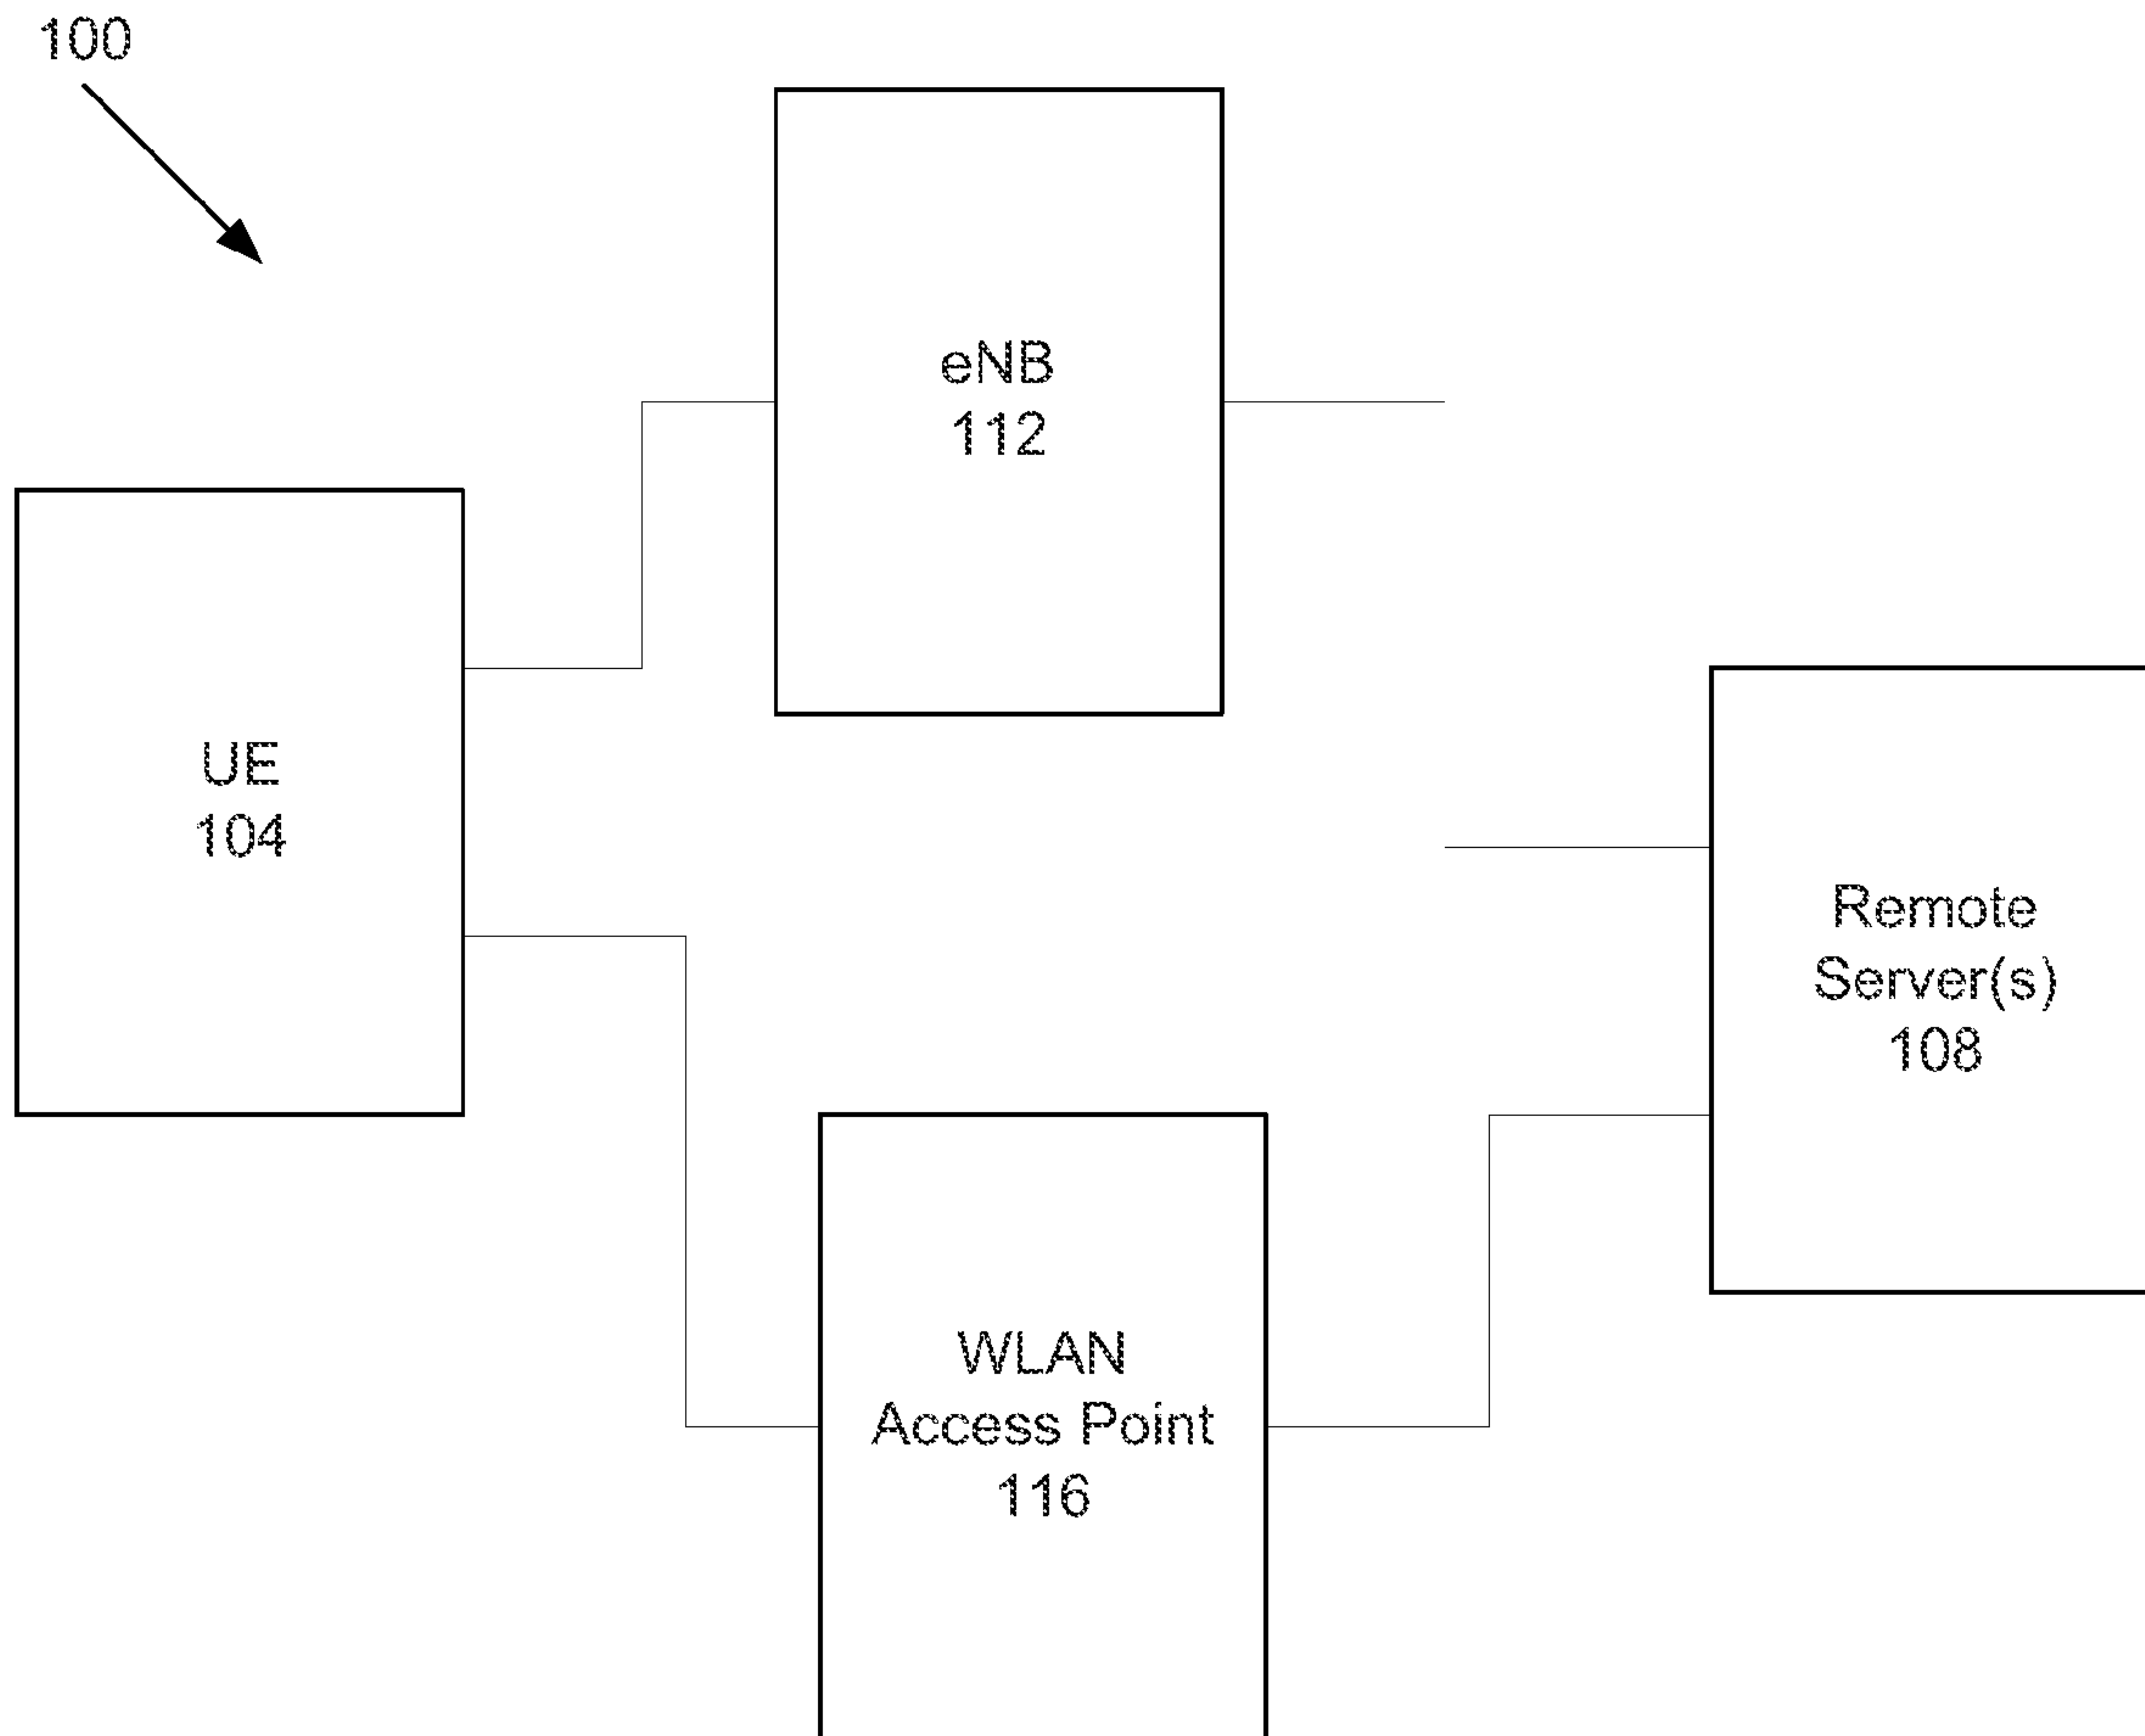 100
eNB
112
UE
104
Remote
Server(s)
108
WLAN
Access Point
116